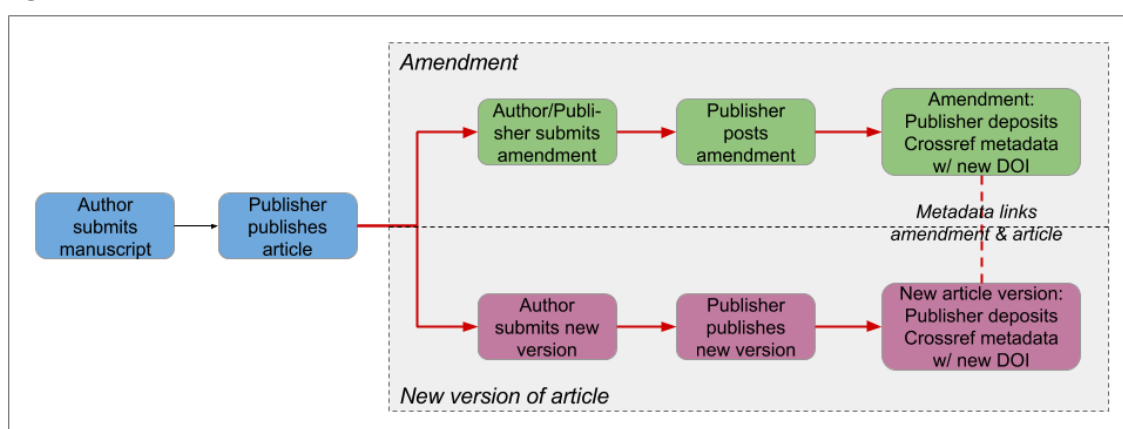 Amendment
Author/Publi-
sher submits
amendment
Publisher
posts
amendment
Amendment:
Publisher deposits
Crossref metadata
w/ new DOI
Author
submits
manuscript
Publisher
publishes
article
Metadata links
amendment & article
Author
submits new
version
Publisher
publishes
new version
New article version:
Publisher deposits
Crossref metadata
w/ new DOI
New version of article